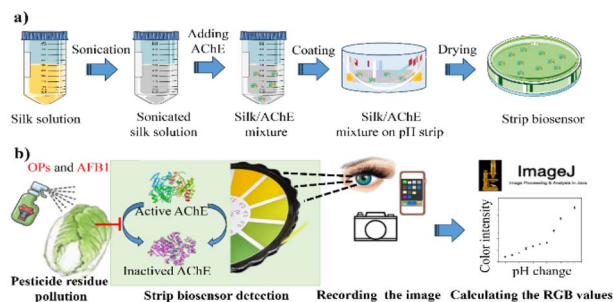 a)
Sonication
Adding
AChE
Coating
Drying
Silk solution
Sonicated
silk solution
Silk/AChE
mixture
Silk/AChE
mixture on pH strip
Strip biosensor
b)
OPs and AFB1
Active AChE
Inactived AChE
ImageJ
Image Processing & Analysis in Java
Color intensity
pH change
Pesticide residue
pollution
Strip biosensor detection
Recording the image
Calculating the RGB values